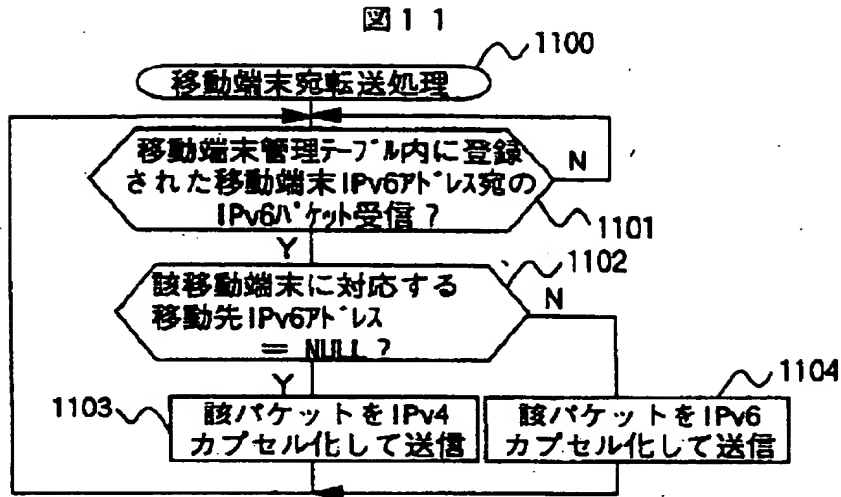 図11
1100
移動端末宛転送処理
移動端末管理テーブル内に登録
された移動端末IPv6アドレス宛の
IPv6パケット受信?
N
1101
Y
1102
該移動端末に対応する
移動先IPv6アドレス
= NULL?
N
Y
1103
該パケットをIPv4
カプセル化して送信
1104
該パケットをIPv6
カプセル化して送信